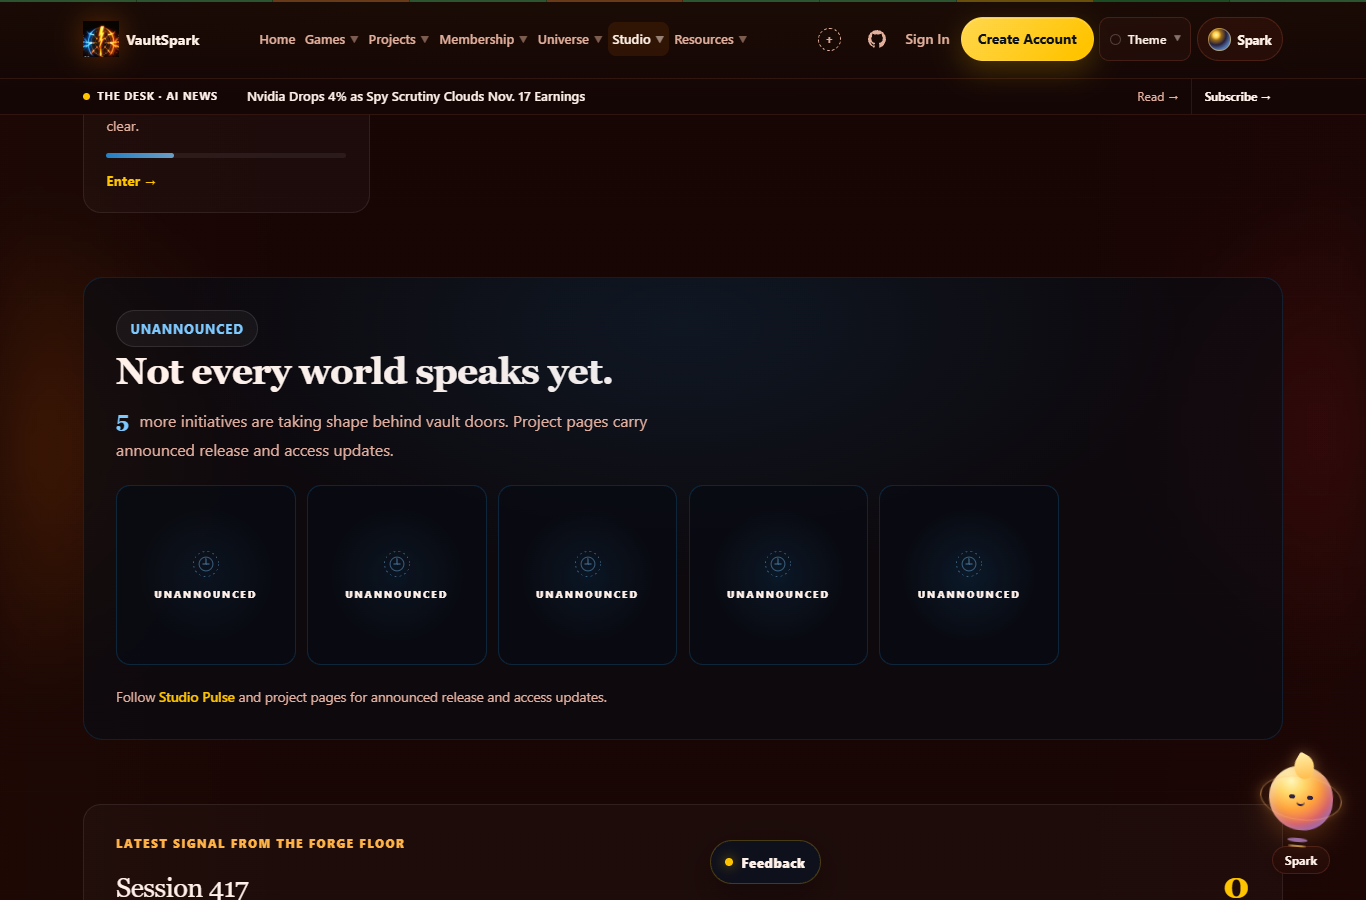 VaultSpark
Home Games Projects Membership Universe Studio Resources
Sign In
Create Account
Theme
Spark
THE DESK - AI NEWS
Nvidia Drops 4% as Spy Scrutiny Clouds Nov. 17 Earnings
Read →
Subscribe →
clear.
Enter →
UNANNOUNCED
Not every world speaks yet.
5 more initiatives are taking shape behind vault doors. Project pages carry
announced release and access updates.
UNANNOUNCED
UNANNOUNCED
UNANNOUNCED
UNANNOUNCED
UNANNOUNCED
Follow Studio Pulse and project pages for announced release and access updates.
LATEST SIGNAL FROM THE FORGE FLOOR
Session 417
0
Feedback
Spark